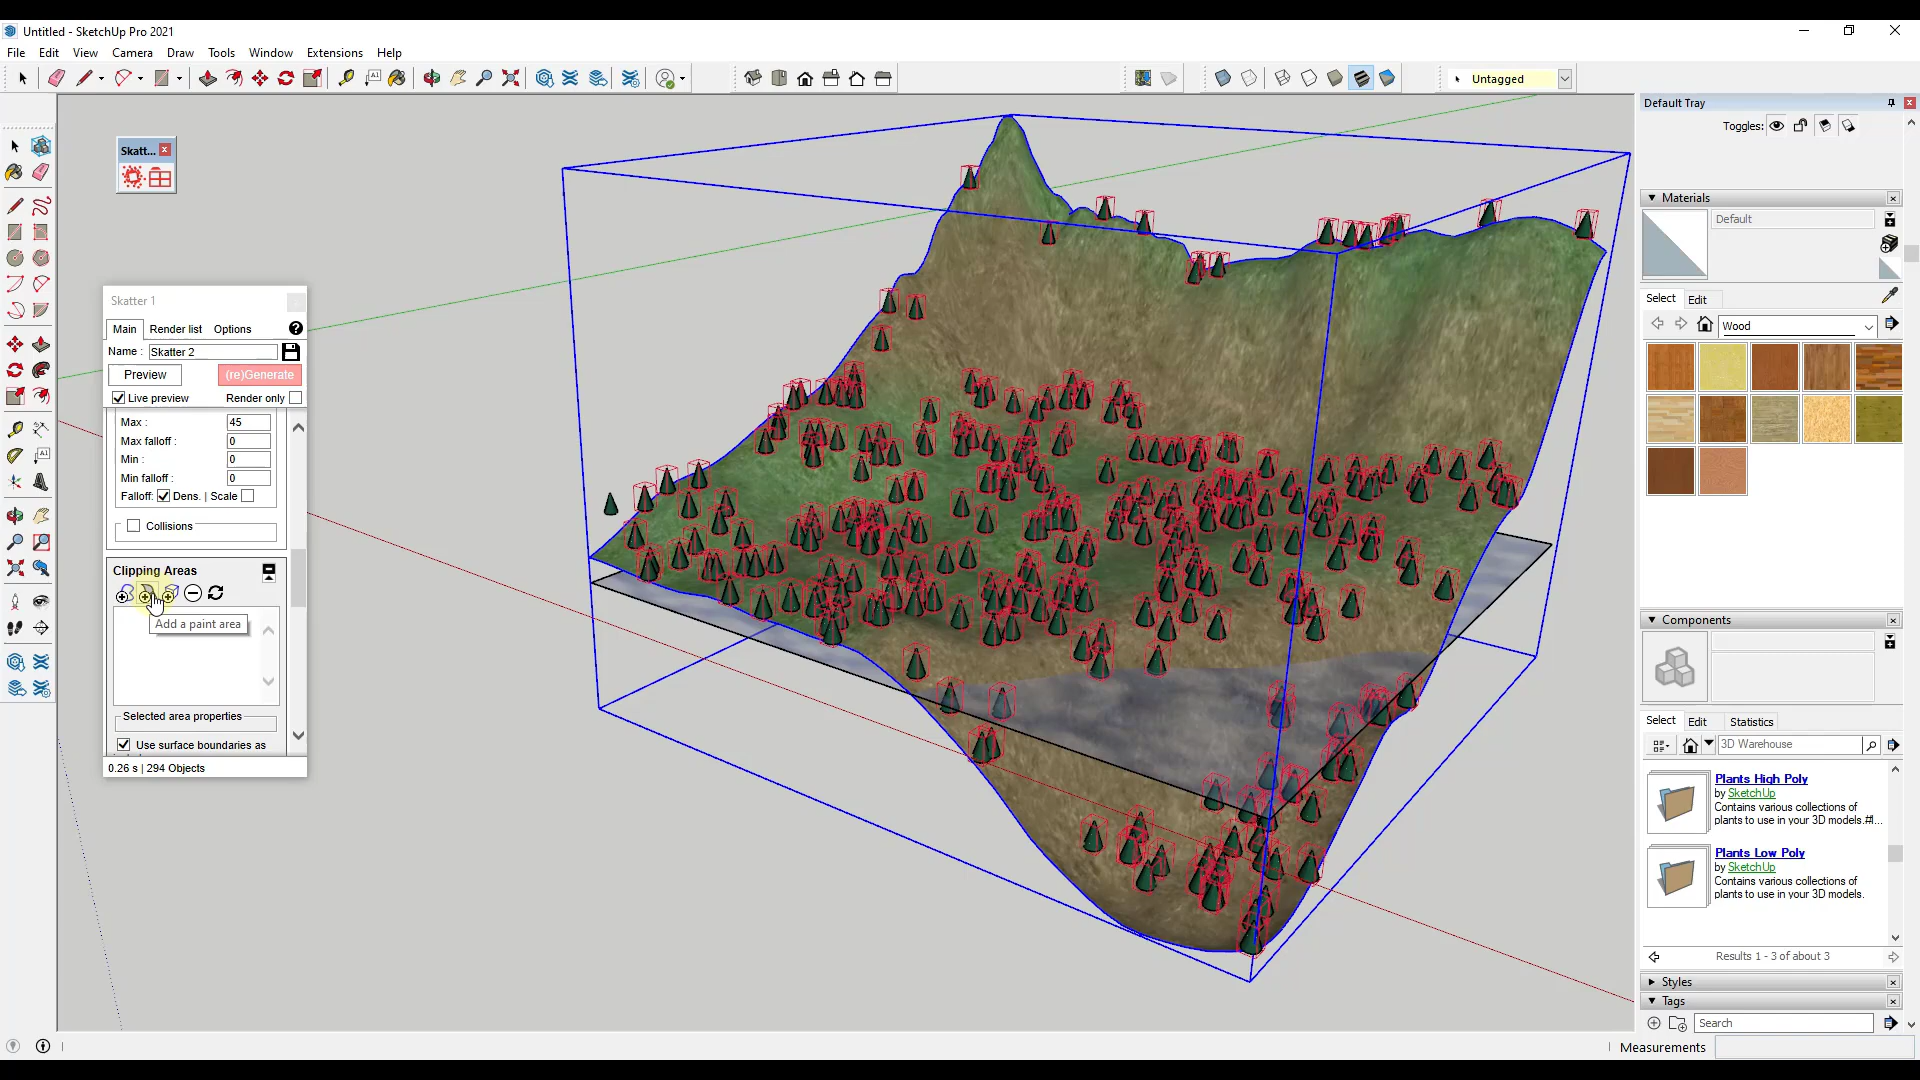 Untitled - SketchUp Pro 2021
File Edit View Camera Draw Tools Window Extensions Help
Untagged
Default Tray
Toggles:
Skatt...
Materials
Default
Select Edit
Wood
Skatter 1
Main Render list Options
Name : Skatter 2
Preview (re)Generate
Live preview Render only
Max : 45
Max falloff : 0
Min : 0
Min falloff : 0
Falloff: Dens. | Scale
Collisions
Clipping Areas
Add a paint area
Selected area properties
Use surface boundaries as
0.26 s | 294 Objects
Components
Select Edit Statistics
3D Warehouse
Plants High Poly
by SketchUp
Contains various collections of
plants to use in your 3D models.#l...
Plants Low Poly
by SketchUp
Contains various collections of
plants to use in your 3D models.
Results 1 - 3 of about 3
Styles
Tags
Search
Measurements